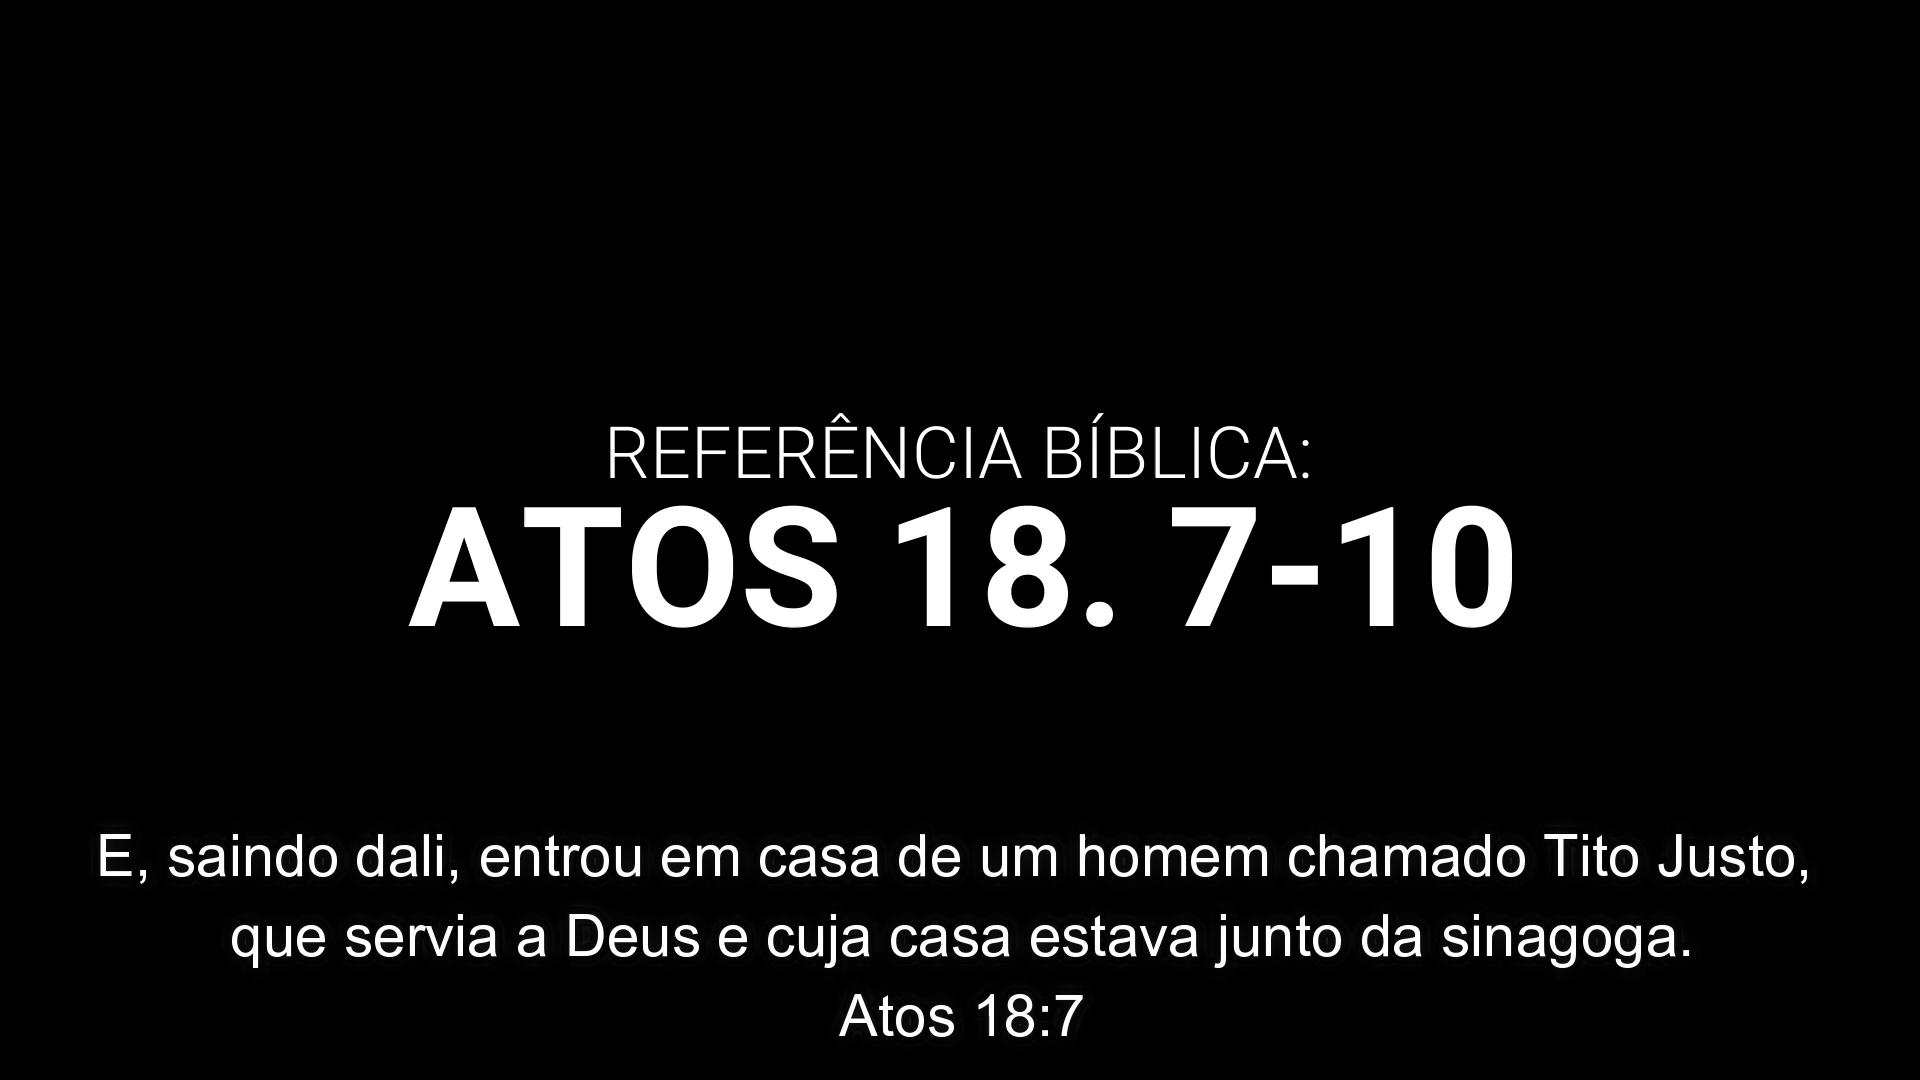 REFERÊNCIA BÍBLICA:
ATOS 18. 7-10
E, saindo dali, entrou em casa de um homem chamado Tito Justo,
que servia a Deus e cuja casa estava junto da sinagoga.
Atos 18:7